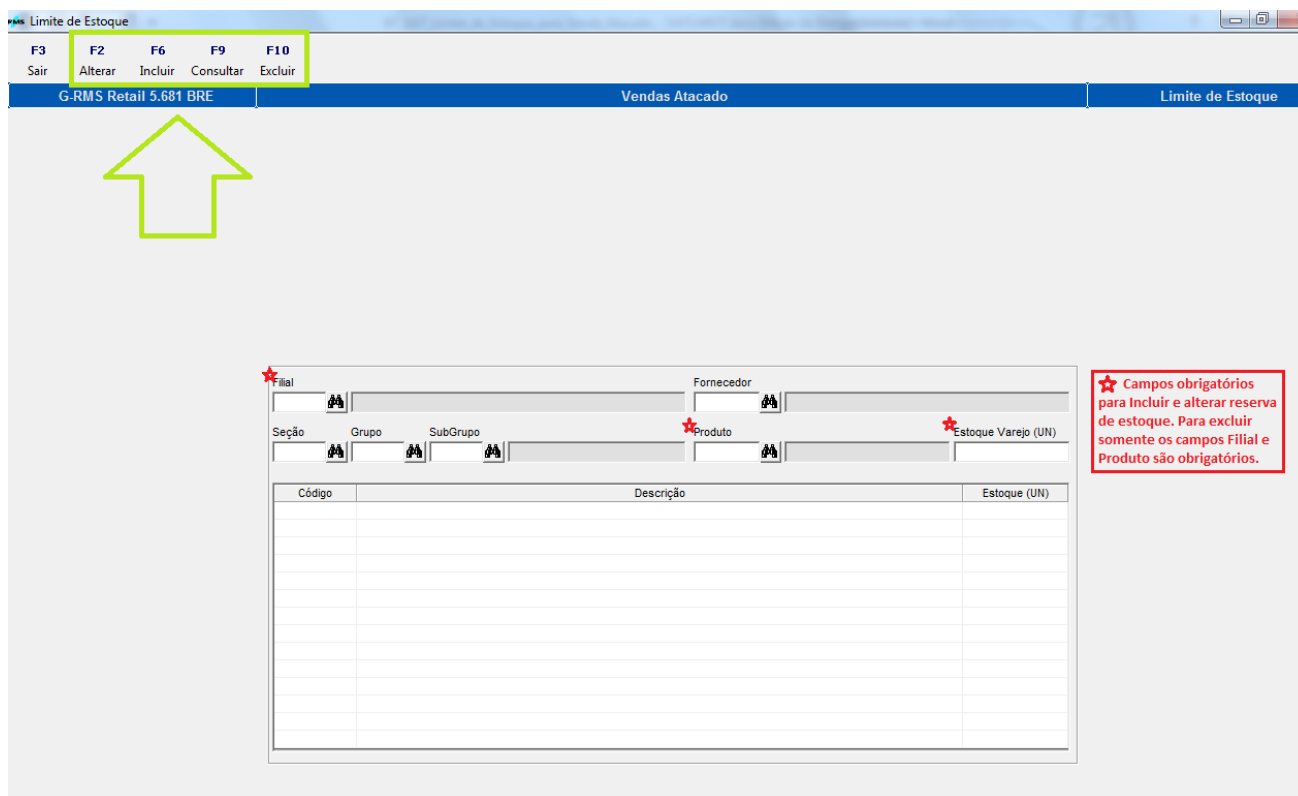 RMS Limite de Estoque
F3 F2 F6 F9 F10
Sair Alterar Incluir Consultar Excluir
G-RMS Retail 5.681 BRE Vendas Atacado Limite de Estoque
Filial Fornecedor
Seção Grupo SubGrupo Produto Estoque Varejo (UN)
Código Descrição Estoque (UN)
Campos obrigatórios
para Incluir e alterar reserva
de estoque. Para excluir
somente os campos Filial e
Produto são obrigatórios.